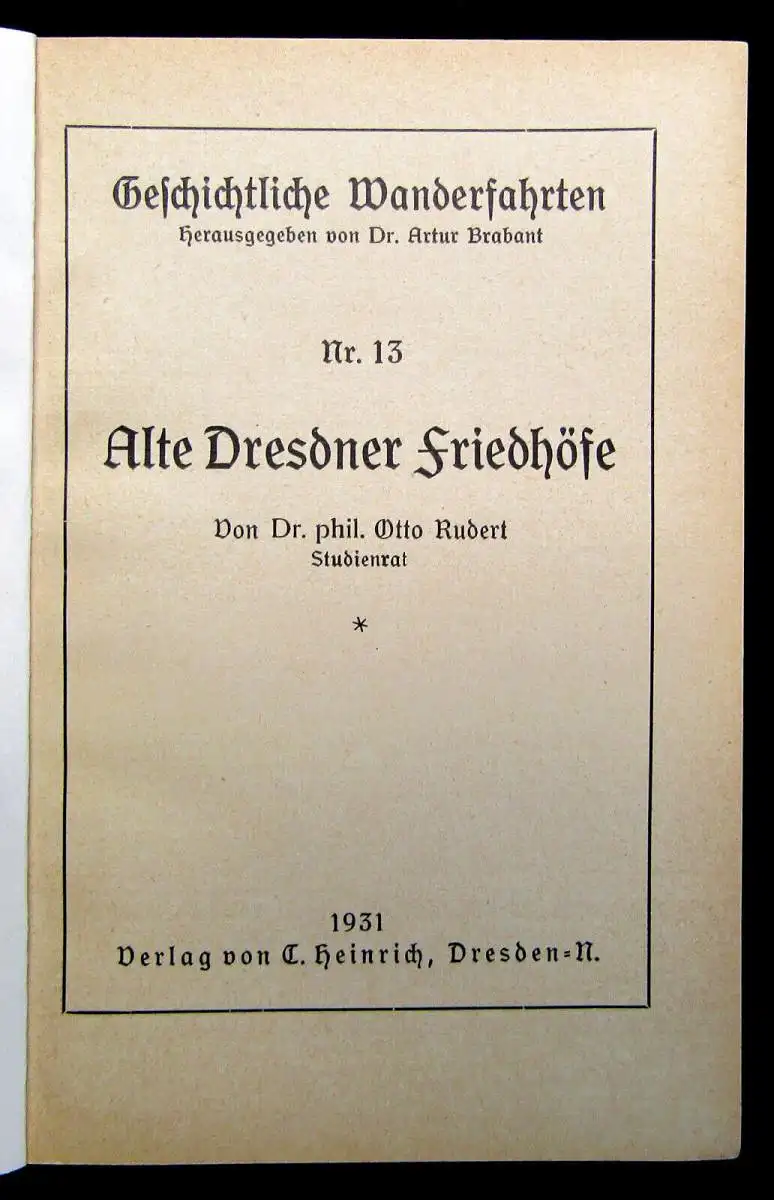 Geſchichtliche Wanderfahrten
Herausgegeben von Dr. Artur Brabant
Nr. 13
Alte Dresdner Friedhöfe
Von Dr. phil. Otto Rudert
Studienrat
*
1931
Verlag von C. Heinrich, Dresden=N.